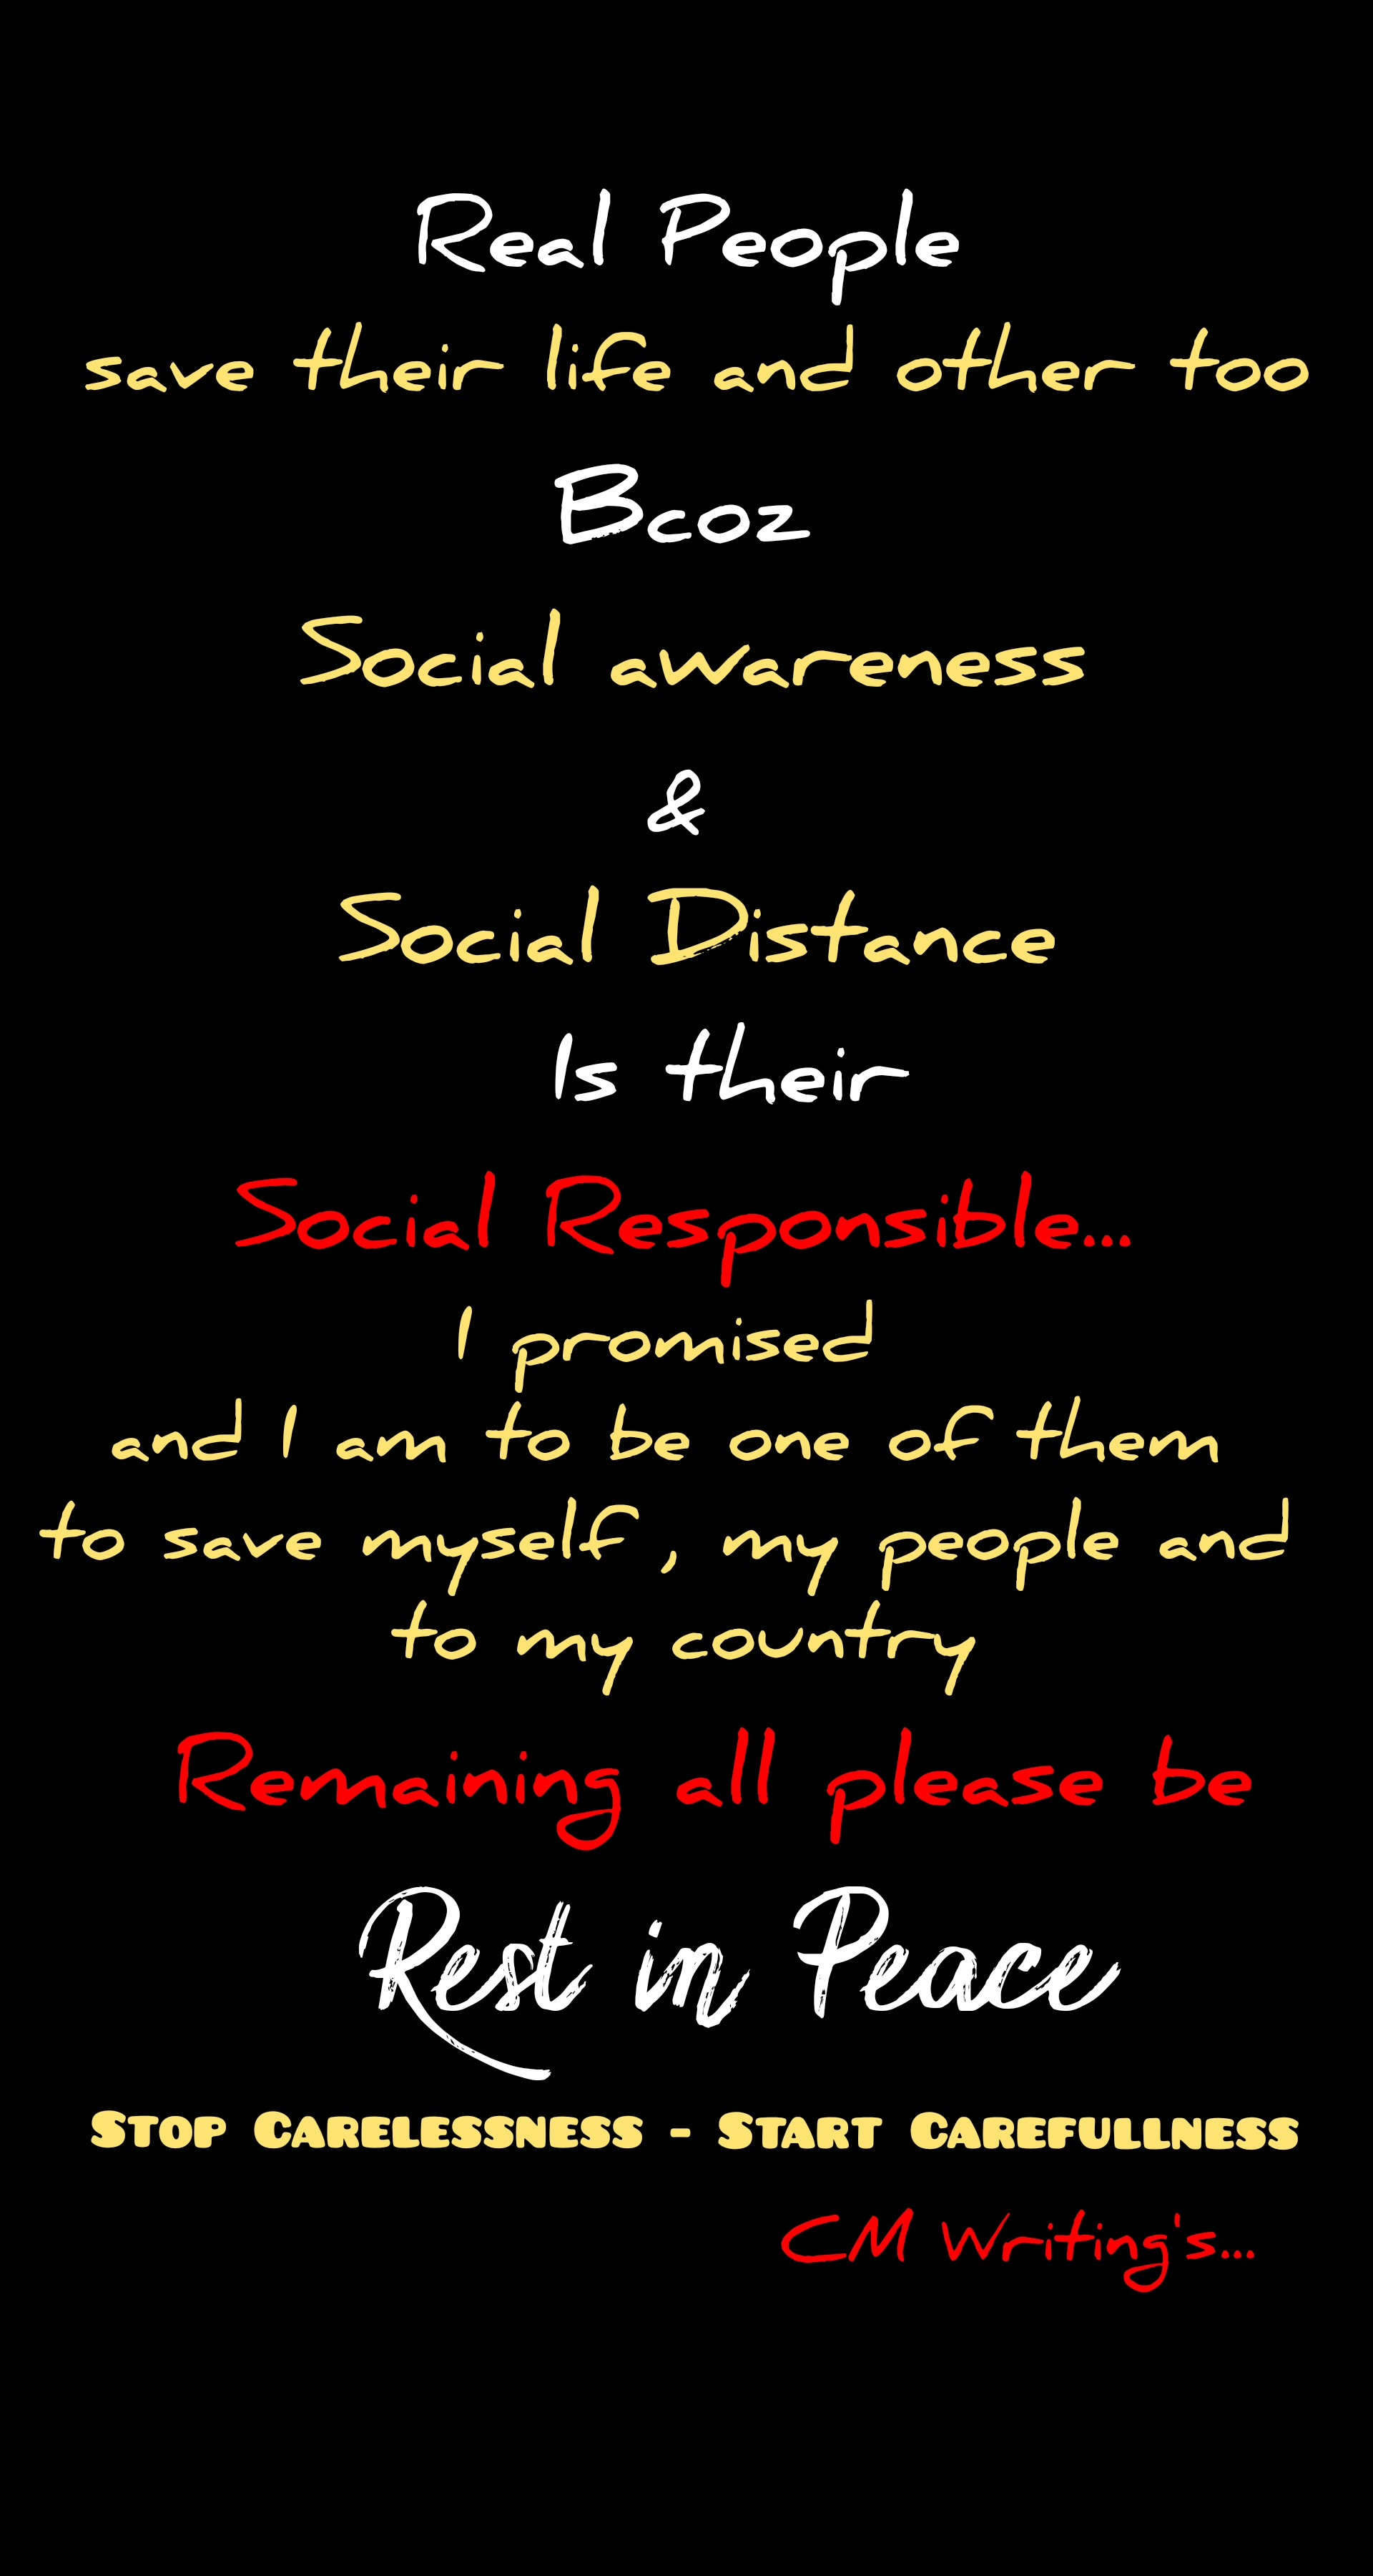 Real People
save their life and other too
Bcoz
Social awareness
&
Social Distance
Is their
Social Responsible...
I promised
and I am to be one of them
to save myself , my people and
to my country
Remaining all please be
Rest in Peace
Stop Carelessness - Start Carefullness
CM Writing's...